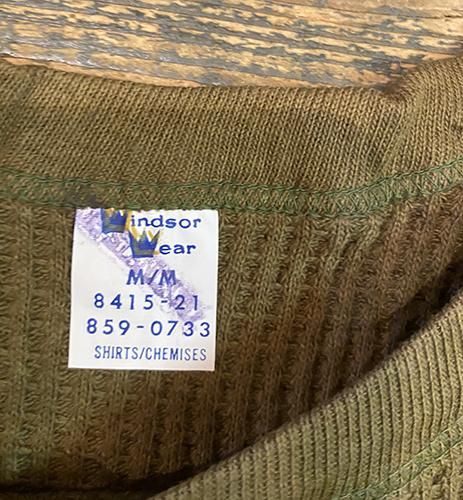 Windsor
Wear
M/M
8415-21
859-0733
SHIRTS/CHEMISES